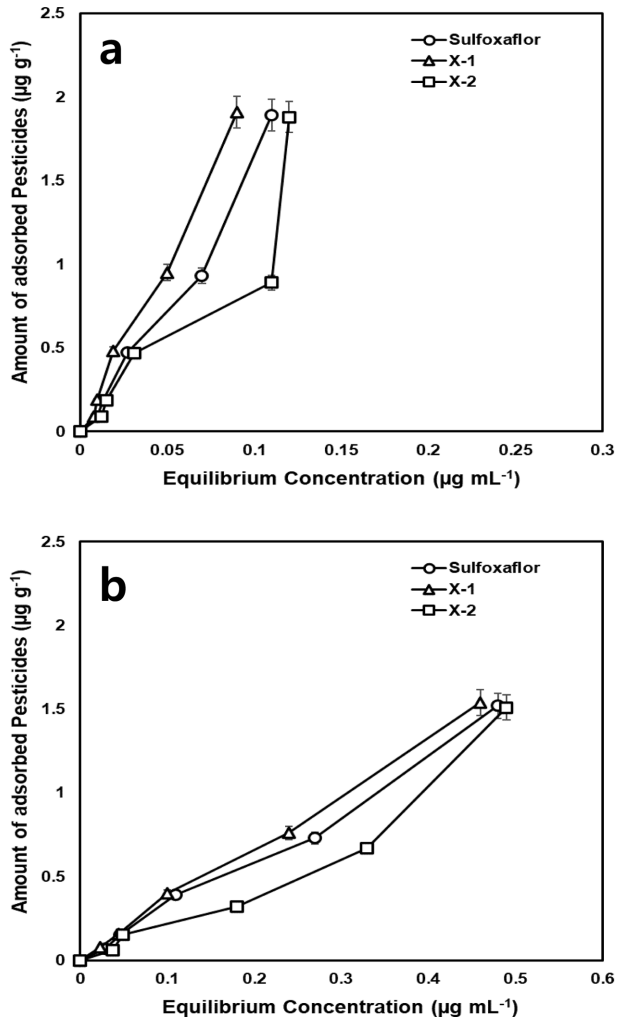 a
Sulfoxaflor
X-1
X-2
2.5
2
1.5
1
0.5
0
0 0.05 0.1 0.15 0.2 0.25 0.3
Amount of adsorbed Pesticides (µg g⁻¹)
Equilibrium Concentration (µg mL⁻¹)
b
Sulfoxaflor
X-1
X-2
2.5
2
1.5
1
0.5
0
0 0.1 0.2 0.3 0.4 0.5 0.6
Amount of adsorbed Pesticides (µg g⁻¹)
Equilibrium Concentration (µg mL⁻¹)